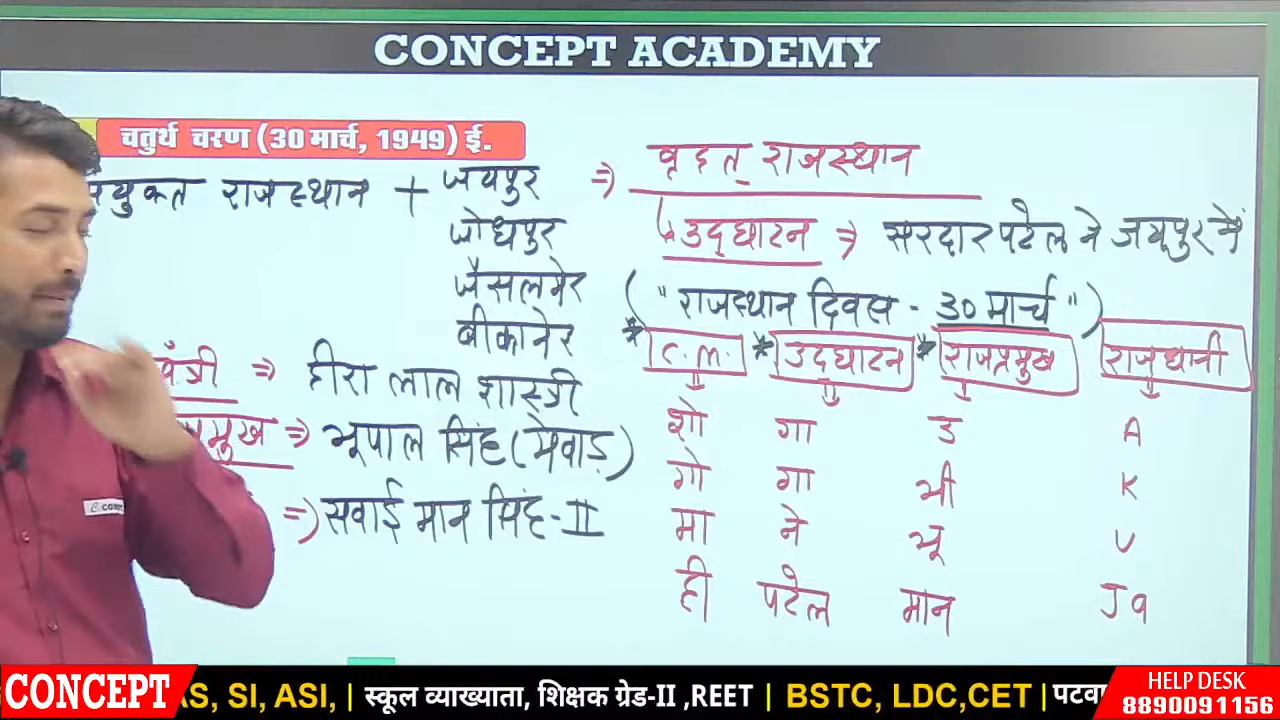 CONCEPT ACADEMY
चतुर्थ चरण (30 मार्च, 1949) ई.
राजस्थान + जयपुर ⇒ वृहत् राजस्थान
जोधपुर
जैसलमेर
बीकानेर
↳ उद्घाटन ⇒ सरदार पटेल ने जयपुर में
("राजस्थान दिवस - 30 मार्च")
⇒ हीरा लाल शास्त्री
⇒ भूपाल सिंह (मेवाड़)
⇒ सवाई मान सिंह-II
* C.M. * उद्घाटन * राजप्रमुख राजधानी
शो गा उ A
गो गा भी K
मा ने भू U
ही पटेल मान Ja
CONCEPT
AS, SI, ASI, | स्कूल व्याख्याता, शिक्षक ग्रेड-II ,REET | BSTC, LDC,CET |
HELP DESK
8890091156